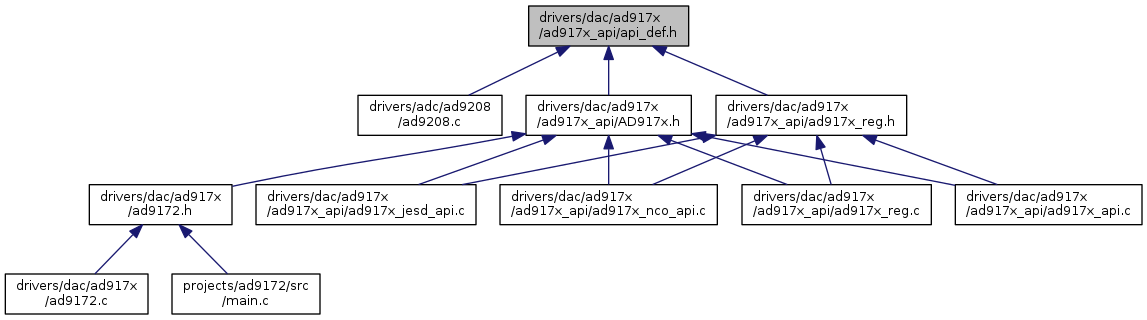 drivers/dac/ad917x
/ad917x_api/api_def.h
drivers/adc/ad9208
/ad9208.c
drivers/dac/ad917x
/ad917x_api/AD917x.h
drivers/dac/ad917x
/ad917x_api/ad917x_reg.h
drivers/dac/ad917x
/ad9172.h
drivers/dac/ad917x
/ad917x_api/ad917x_jesd_api.c
drivers/dac/ad917x
/ad917x_api/ad917x_nco_api.c
drivers/dac/ad917x
/ad917x_api/ad917x_reg.c
drivers/dac/ad917x
/ad917x_api/ad917x_api.c
drivers/dac/ad917x
/ad9172.c
projects/ad9172/src
/main.c